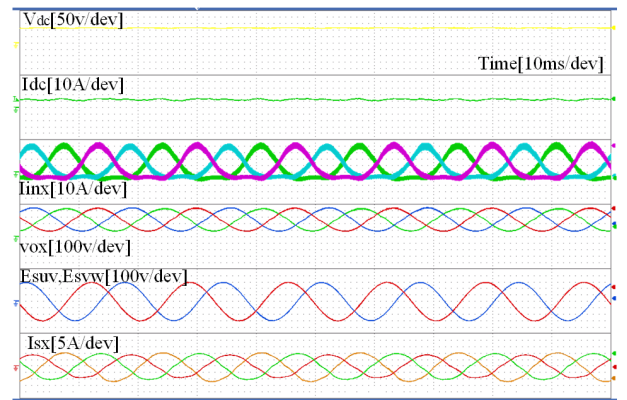 Vdc[50v/dev]
Time[10ms/dev]
Idc[10A/dev]
Iinx[10A/dev]
vox[100v/dev]
Esuv,Esvw[100v/dev]
Isx[5A/dev]